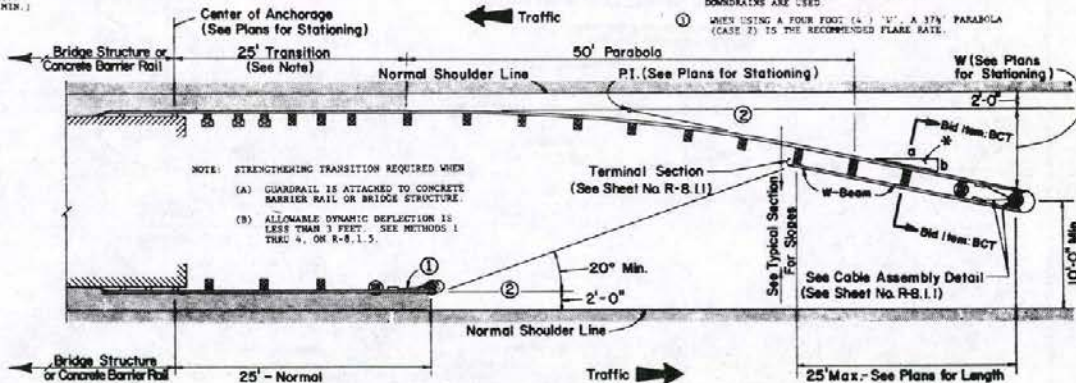 MIN.)
DOWNDRAINS ARE USED.
① WHEN USING A FOUR FOOT (4') "W", A 37½' PARABOLA
(CASE 2) IS THE RECOMMENDED FLARE RATE.
Center of Anchorage
(See Plans for Stationing)
Traffic
Bridge Structure or
Concrete Barrier Rail
25' Transition
(See Note)
50' Parabola
Normal Shoulder Line
P.I. (See Plans for Stationing)
W (See Plans
for Stationing)
2'-0"
②
Bid Item: BCT
a
*
b
NOTE: STRENGTHENING TRANSITION REQUIRED WHEN
(A) GUARDRAIL IS ATTACHED TO CONCRETE
BARRIER RAIL OR BRIDGE STRUCTURE.
(B) ALLOWABLE DYNAMIC DEFLECTION IS
LESS THAN 3 FEET. SEE METHODS 1
THRU 4, ON R-8.1.5.
Terminal Section
(See Sheet No. R-8.1.1)
W-Beam
Bid Item: BCT
See Typical Section
For Slopes
10'-0" Min.
①
20° Min.
②
2'-0"
See Cable Assembly Detail
(See Sheet No. R-8.1.1)
Normal Shoulder Line
Bridge Structure
or Concrete Barrier Rail
25' - Normal
Traffic
25' Max. - See Plans for Length